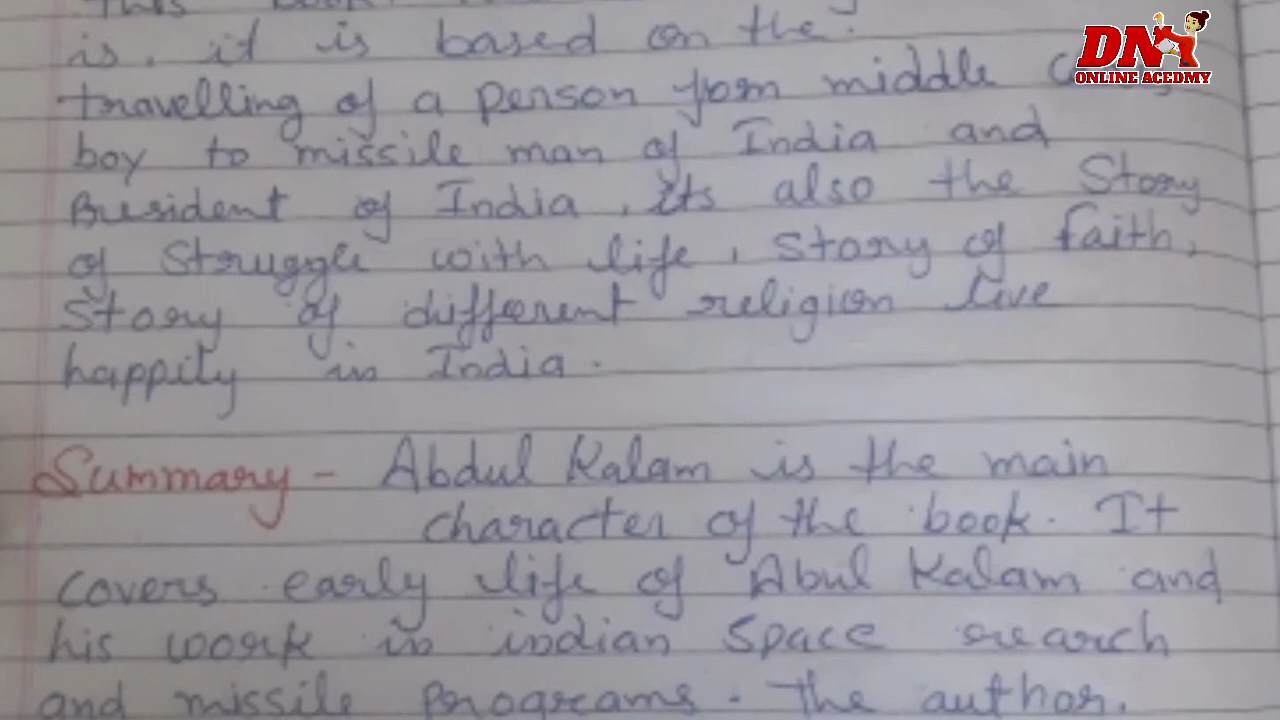 this book
is, it is based on the
travelling of a person from middle
boy to missile man of India and
President of India, its also the Story
of Struggle with life, Story of faith,
Story of different religion live
happily in India.
Summary - Abdul Kalam is the main
character of the book. It
covers early life of Abul Kalam and
his work in indian Space search
and missile programs. the author.
DNA
ONLINE ACEDMY